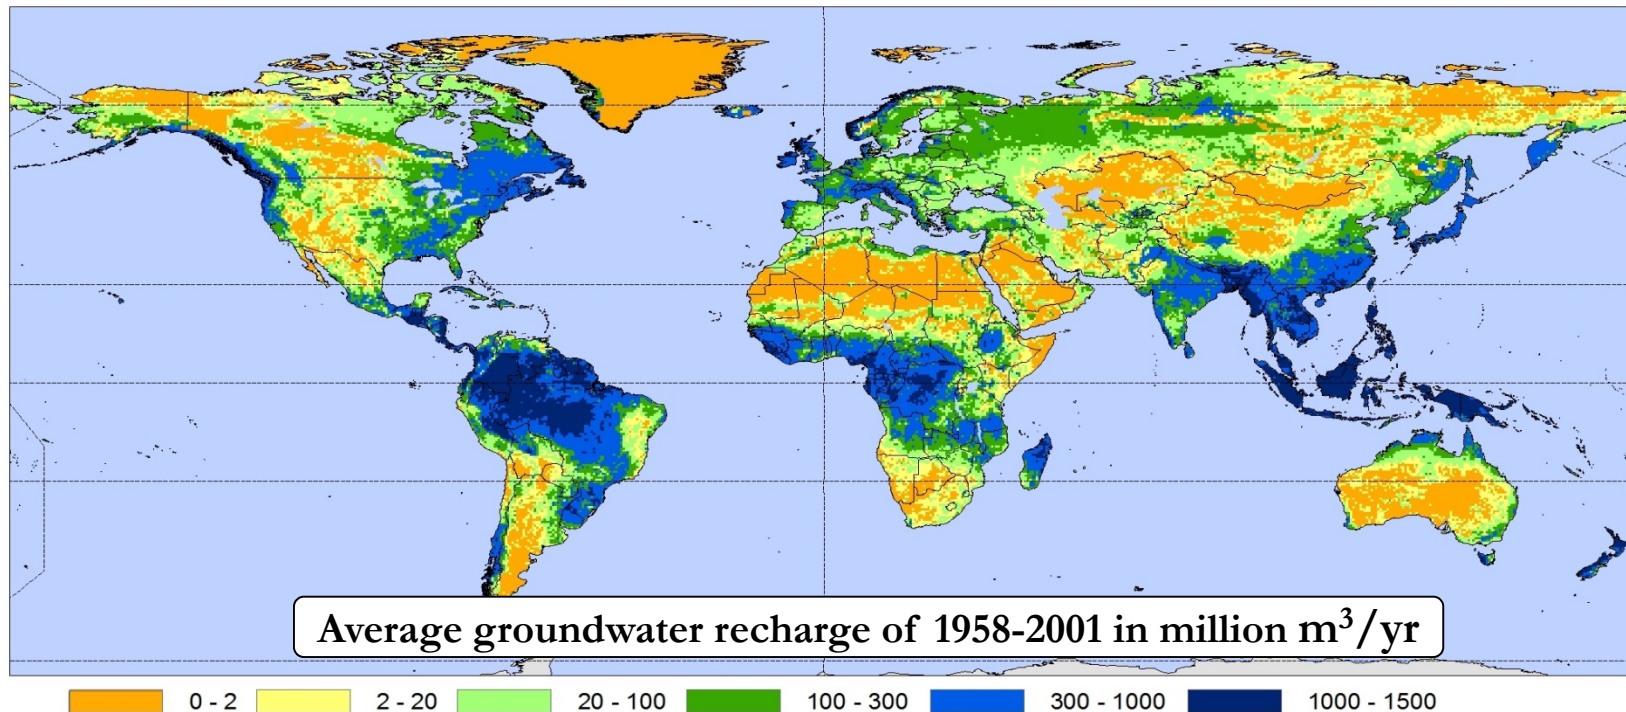 Average groundwater recharge of 1958-2001 in million m³/yr
0 - 2 2 - 20 20 - 100 100 - 300 300 - 1000 1000 - 1500